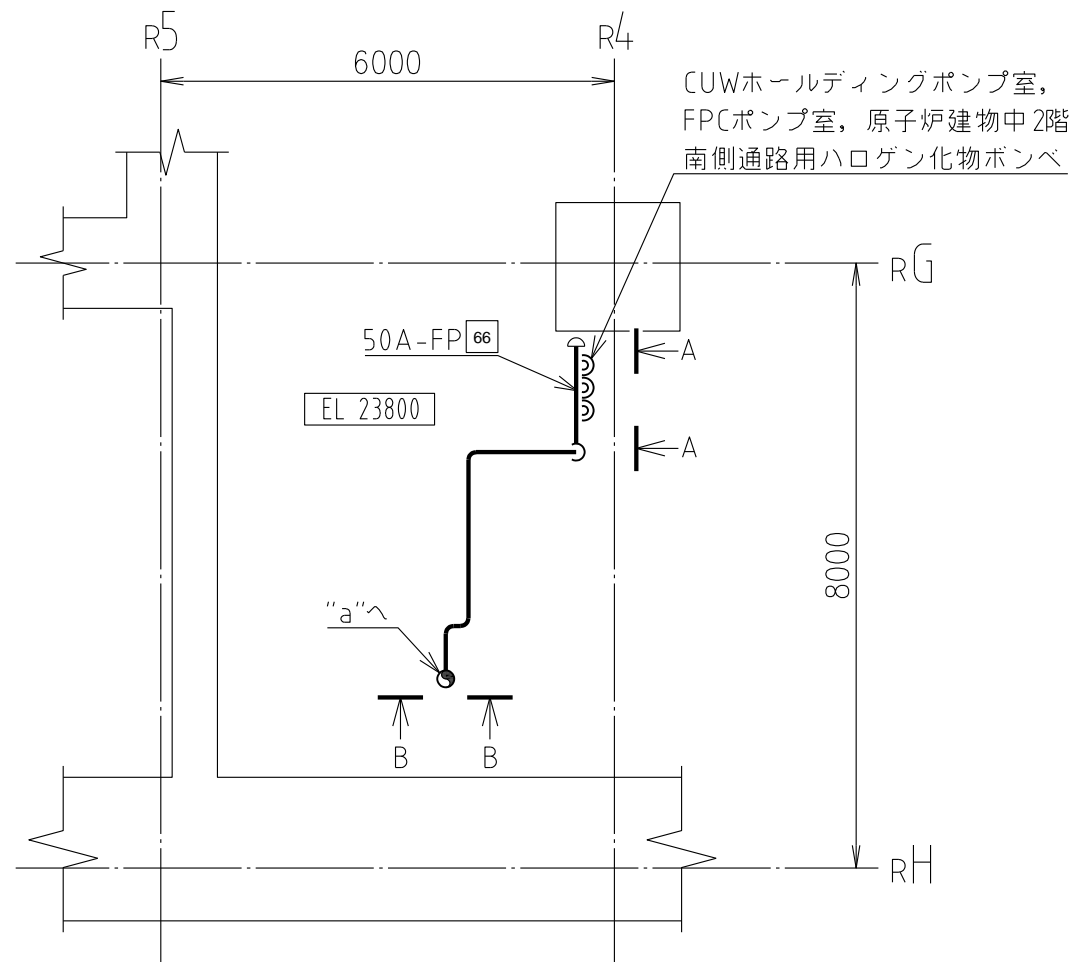 R5
R4
6000
CUWホールディングポンプ室，
FPCポンプ室，原子炉建物中2階
南側通路用ハロゲン化物ボンベ
RG
50A-FP 66
A
EL 23800
A
8000
"a"へ
B B
RH